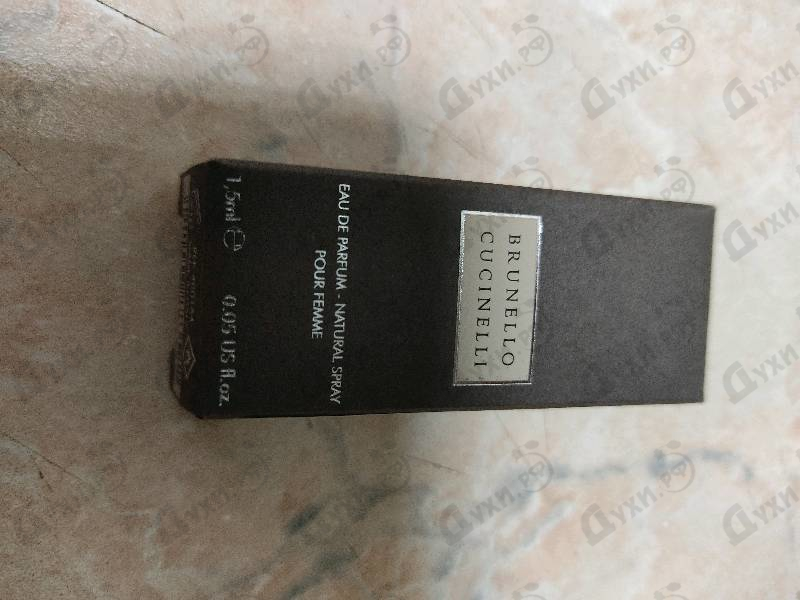 BRUNELLO
CUCINELLI
EAU DE PARFUM - NATURAL SPRAY
POUR FEMME
1,5ml ℮ 0.05 US fl.oz.
Духи.РФ